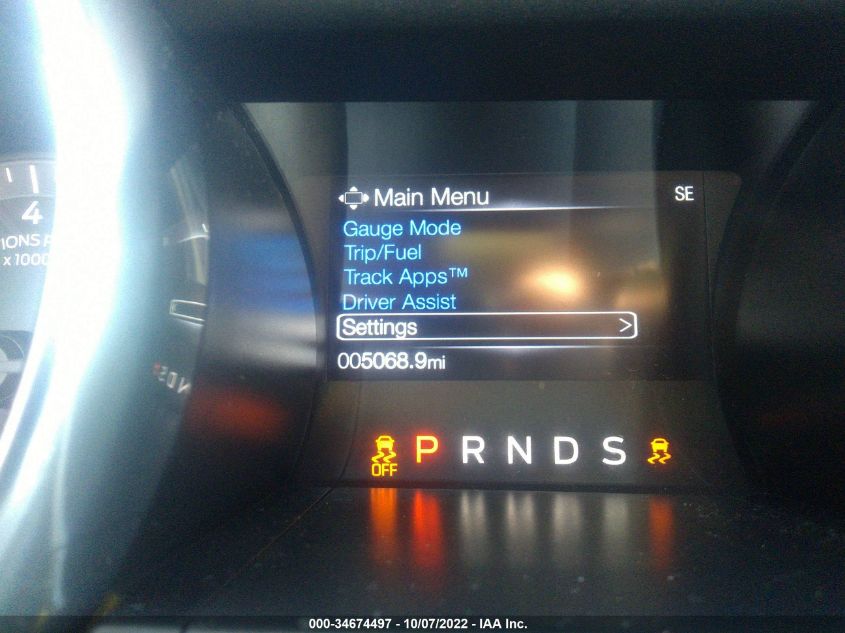 Main Menu SE
Gauge Mode
Trip/Fuel
Track Apps™
Driver Assist
Settings >
005068.9mi
OFF P R N D S
4
x 1000
N D S
000-34674497 - 10/07/2022 - IAA Inc.